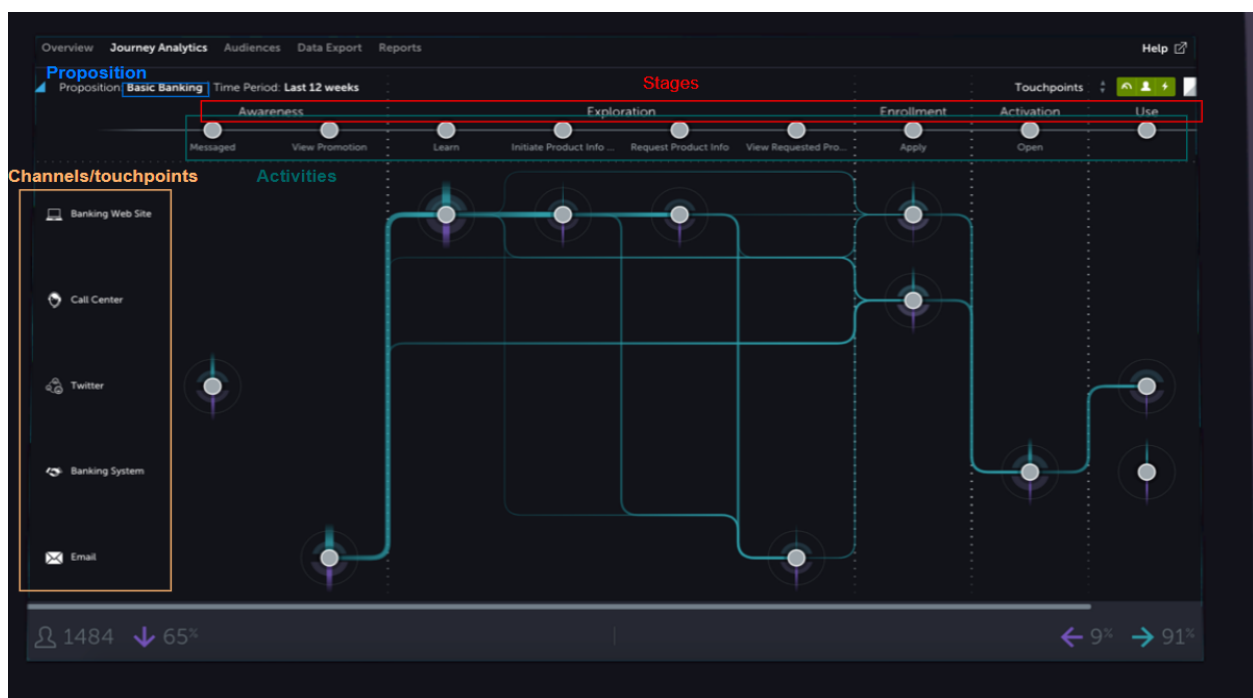 Overview Journey Analytics Audiences Data Export Reports Help
Proposition
Proposition: Basic Banking Time Period: Last 12 weeks Stages Touchpoints
Awareness Exploration Enrollment Activation Use
Messaged View Promotion Learn Initiate Product Info ... Request Product Info View Requested Pro... Apply Open
Channels/touchpoints Activities
Banking Web Site
Call Center
Twitter
Banking System
Email
1484 65% 9% 91%